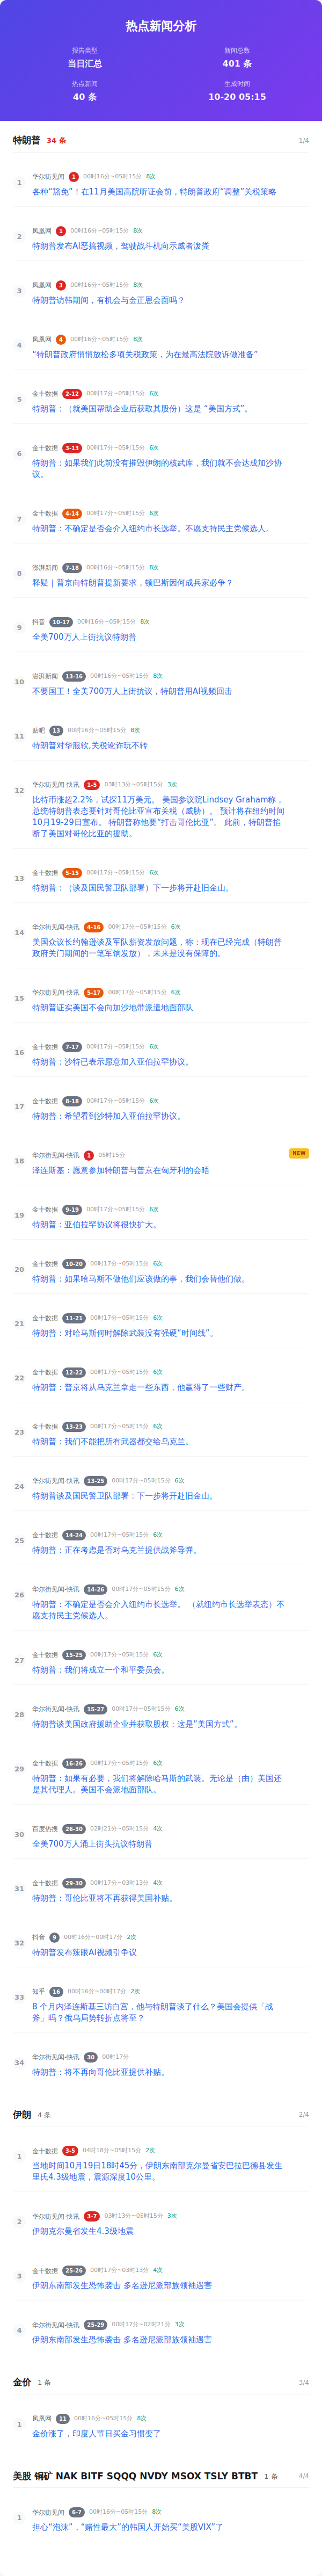 热点新闻分析
报告类型
当日汇总
新闻总数
401 条
热点新闻
40 条
生成时间
10-20 05:15
特朗普 34 条 1/4
1 华尔街见闻 1 00时16分~05时15分 8次
各种“豁免”！在11月美国高院听证会前，特朗普政府“调整”关税策略
2 凤凰网 1 00时16分~05时15分 8次
特朗普发布AI恶搞视频，驾驶战斗机向示威者泼粪
3 凤凰网 3 00时16分~05时15分 8次
特朗普访韩期间，有机会与金正恩会面吗？
4 凤凰网 4 00时16分~05时15分 8次
“特朗普政府悄悄放松多项关税政策，为在最高法院败诉做准备”
5 金十数据 2-12 00时17分~05时15分 6次
特朗普：（就美国帮助企业后获取其股份）这是 “美国方式”。
6 金十数据 3-13 00时17分~05时15分 6次
特朗普：如果我们此前没有摧毁伊朗的核武库，我们就不会达成加沙协
议。
7 金十数据 4-14 00时17分~05时15分 6次
特朗普：不确定是否会介入纽约市长选举。不愿支持民主党候选人。
8 澎湃新闻 7-18 00时16分~05时15分 8次
释疑｜普京向特朗普提新要求，顿巴斯因何成兵家必争？
9 抖音 10-17 00时16分~05时15分 8次
全美700万人上街抗议特朗普
10 澎湃新闻 13-16 00时16分~05时15分 8次
不要国王！全美700万人上街抗议，特朗普用AI视频回击
11 贴吧 13 00时16分~05时15分 8次
特朗普对华服软,关税讹诈玩不转
12 华尔街见闻-快讯 1-5 03时13分~05时15分 3次
比特币涨超2.2%，试探11万美元。 美国参议院Lindsey Graham称，
总统特朗普表态要针对哥伦比亚宣布关税（威胁）。 预计将在纽约时间
10月19-29日宣布。 特朗普称他要“打击哥伦比亚”。 此前，特朗普掐
断了美国对哥伦比亚的援助。
13 金十数据 5-15 00时17分~05时15分 6次
特朗普：（谈及国民警卫队部署）下一步将开赴旧金山。
14 华尔街见闻-快讯 4-16 00时17分~05时15分 6次
美国众议长约翰逊谈及军队薪资发放问题，称：现在已经完成（特朗普
政府关门期间的一笔军饷发放），未来是没有保障的。
15 华尔街见闻-快讯 5-17 00时17分~05时15分 6次
特朗普证实美国不会向加沙地带派遣地面部队
16 金十数据 7-17 00时17分~05时15分 6次
特朗普：沙特已表示愿意加入亚伯拉罕协议。
17 金十数据 8-18 00时17分~05时15分 6次
特朗普：希望看到沙特加入亚伯拉罕协议。
18 华尔街见闻-快讯 1 05时15分 NEW
泽连斯基：愿意参加特朗普与普京在匈牙利的会晤
19 金十数据 9-19 00时17分~05时15分 6次
特朗普：亚伯拉罕协议将很快扩大。
20 金十数据 10-20 00时17分~05时15分 6次
特朗普：如果哈马斯不做他们应该做的事，我们会替他们做。
21 金十数据 11-21 00时17分~05时15分 6次
特朗普：对哈马斯何时解除武装没有强硬“时间线”。
22 金十数据 12-22 00时17分~05时15分 6次
特朗普：普京将从乌克兰拿走一些东西，他赢得了一些财产。
23 金十数据 13-23 00时17分~05时15分 6次
特朗普：我们不能把所有武器都交给乌克兰。
24 华尔街见闻-快讯 13-25 00时17分~05时15分 6次
特朗普谈及国民警卫队部署：下一步将开赴旧金山。
25 金十数据 14-24 00时17分~05时15分 6次
特朗普：正在考虑是否对乌克兰提供战斧导弹。
26 华尔街见闻-快讯 14-26 00时17分~05时15分 6次
特朗普：不确定是否会介入纽约市长选举。 （就纽约市长选举表态）不
愿支持民主党候选人。
27 金十数据 15-25 00时17分~05时15分 6次
特朗普：我们将成立一个和平委员会。
28 华尔街见闻-快讯 15-27 00时17分~05时15分 6次
特朗普谈美国政府援助企业并获取股权：这是“美国方式”。
29 金十数据 16-26 00时17分~05时15分 6次
特朗普：如果有必要，我们将解除哈马斯的武装。无论是（由）美国还
是其代理人。美国不会派地面部队。
30 百度热搜 26-30 02时21分~05时15分 4次
全美700万人涌上街头抗议特朗普
31 金十数据 29-30 00时17分~03时13分 4次
特朗普：哥伦比亚将不再获得美国补贴。
32 抖音 9 00时16分~00时17分 2次
特朗普发布辣眼AI视频引争议
33 知乎 16 00时16分~00时17分 2次
8 个月内泽连斯基三访白宫，他与特朗普谈了什么？美国会提供「战
斧」吗？俄乌局势转折点将至？
34 华尔街见闻-快讯 30 00时17分
特朗普：将不再向哥伦比亚提供补贴。
伊朗 4 条 2/4
1 金十数据 3-5 04时18分~05时15分 2次
当地时间10月19日18时45分，伊朗东南部克尔曼省安巴拉巴德县发生
里氏4.3级地震，震源深度10公里。
2 华尔街见闻-快讯 3-7 03时13分~05时15分 3次
伊朗克尔曼省发生4.3级地震
3 金十数据 25-26 00时17分~03时13分 4次
伊朗东南部发生恐怖袭击 多名逊尼派部族领袖遇害
4 华尔街见闻-快讯 25-29 00时17分~02时21分 3次
伊朗东南部发生恐怖袭击 多名逊尼派部族领袖遇害
金价 1 条 3/4
1 凤凰网 11 00时16分~05时15分 8次
金价涨了，印度人节日买金习惯变了
美股 铜矿 NAK BITF SQQQ NVDY MSOX TSLY BTBT 1 条 4/4
1 华尔街见闻 6-7 00时16分~05时15分 8次
担心“泡沫”，“赌性最大”的韩国人开始买“美股VIX”了